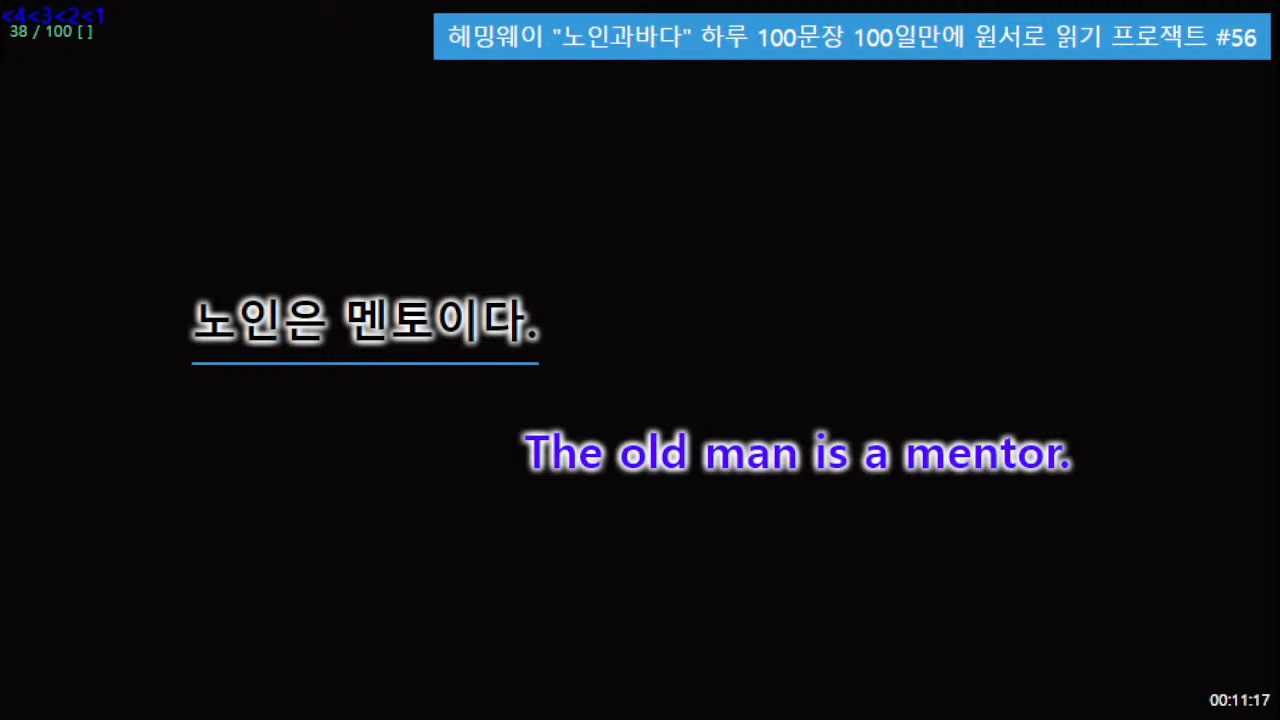 <4<3<2<1
38 / 100 [ ]
헤밍웨이 "노인과바다" 하루 100문장 100일만에 원서로 읽기 프로잭트 #56
노인은 멘토이다.
The old man is a mentor.
00:11:17